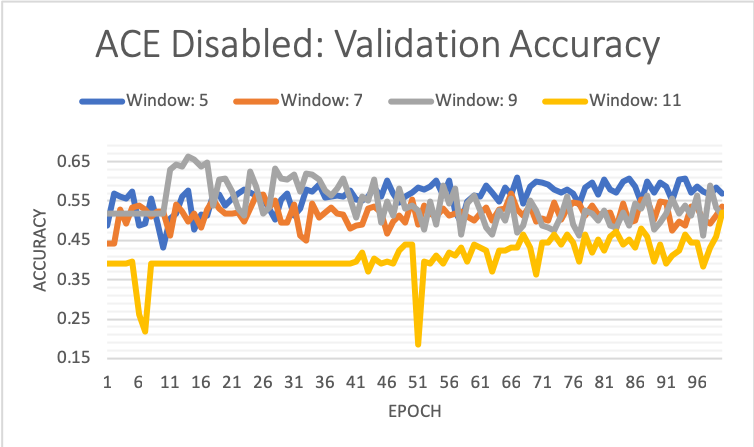 ACE Disabled: Validation Accuracy
Window: 5 Window: 7 Window: 9 Window: 11
0.65
0.55
0.45
0.35
0.25
0.15
ACCURACY
1 6 11 16 21 26 31 36 41 46 51 56 61 66 71 76 81 86 91 96
EPOCH